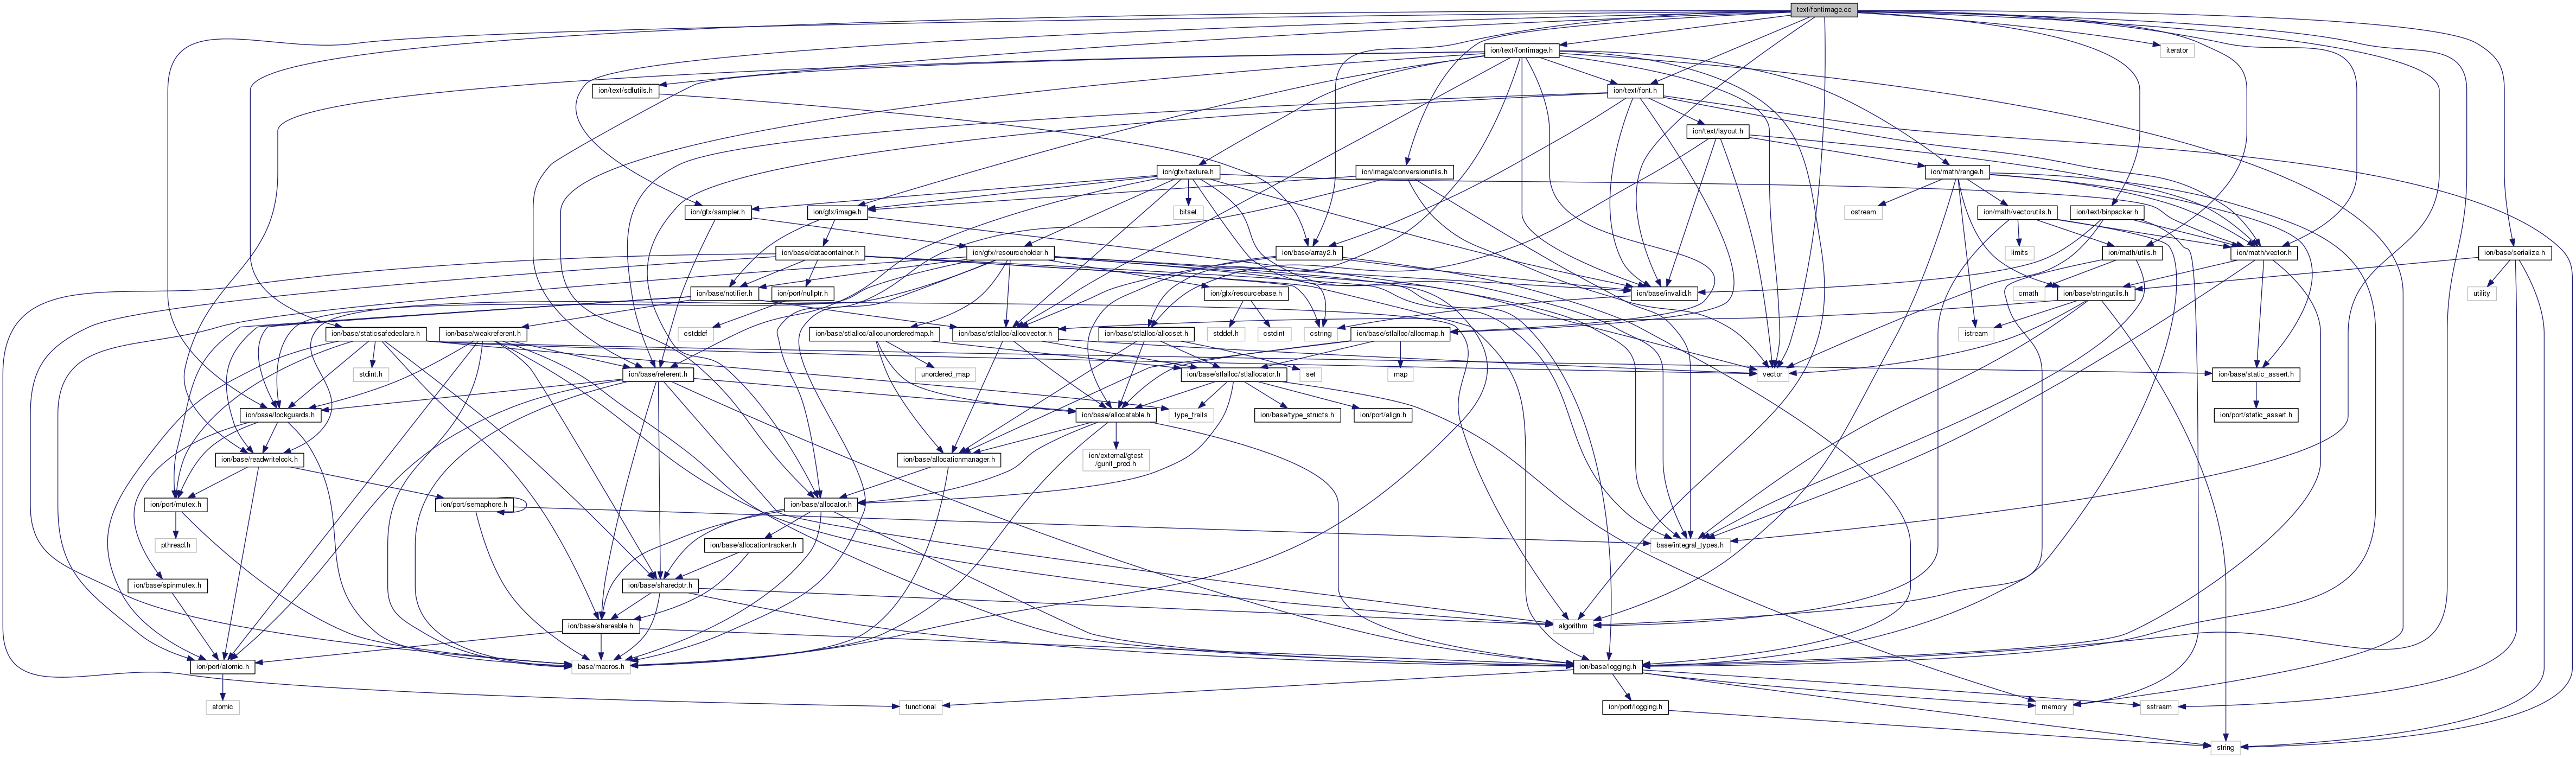 text/fontimage.cc
ion/text/fontimage.h
iterator
ion/text/sdfutils.h
ion/text/font.h
ion/text/layout.h
ion/gfx/texture.h
ion/image/conversionutils.h
ion/math/range.h
ion/gfx/sampler.h
ion/gfx/image.h
bitset
ostream
ion/math/vectorutils.h
ion/text/binpacker.h
ion/base/datacontainer.h
ion/gfx/resourceholder.h
ion/base/array2.h
limits
ion/math/utils.h
ion/math/vector.h
ion/base/serialize.h
ion/base/notifier.h
ion/port/nullptr.h
ion/gfx/resourcebase.h
ion/base/invalid.h
cmath
ion/base/stringutils.h
utility
ion/base/staticsafedeclare.h
ion/base/weakreferent.h
cstddef
ion/base/stlalloc/allocunorderedmap.h
ion/base/stlalloc/allocvector.h
ion/base/stlalloc/allocset.h
stddef.h
cstdint
cstring
ion/base/stlalloc/allocmap.h
istream
stdint.h
ion/base/referent.h
unordered_map
ion/base/stlalloc/stlallocator.h
set
map
vector
ion/base/static_assert.h
ion/base/lockguards.h
ion/base/allocatable.h
type_traits
ion/base/type_structs.h
ion/port/align.h
ion/port/static_assert.h
ion/base/readwritelock.h
ion/base/allocationmanager.h
ion/external/gtest
/gunit_prod.h
ion/port/mutex.h
ion/port/semaphore.h
ion/base/allocator.h
pthread.h
ion/base/allocationtracker.h
base/integral_types.h
ion/base/spinmutex.h
ion/base/sharedptr.h
ion/base/shareable.h
algorithm
ion/port/atomic.h
base/macros.h
ion/base/logging.h
atomic
functional
ion/port/logging.h
memory
sstream
string